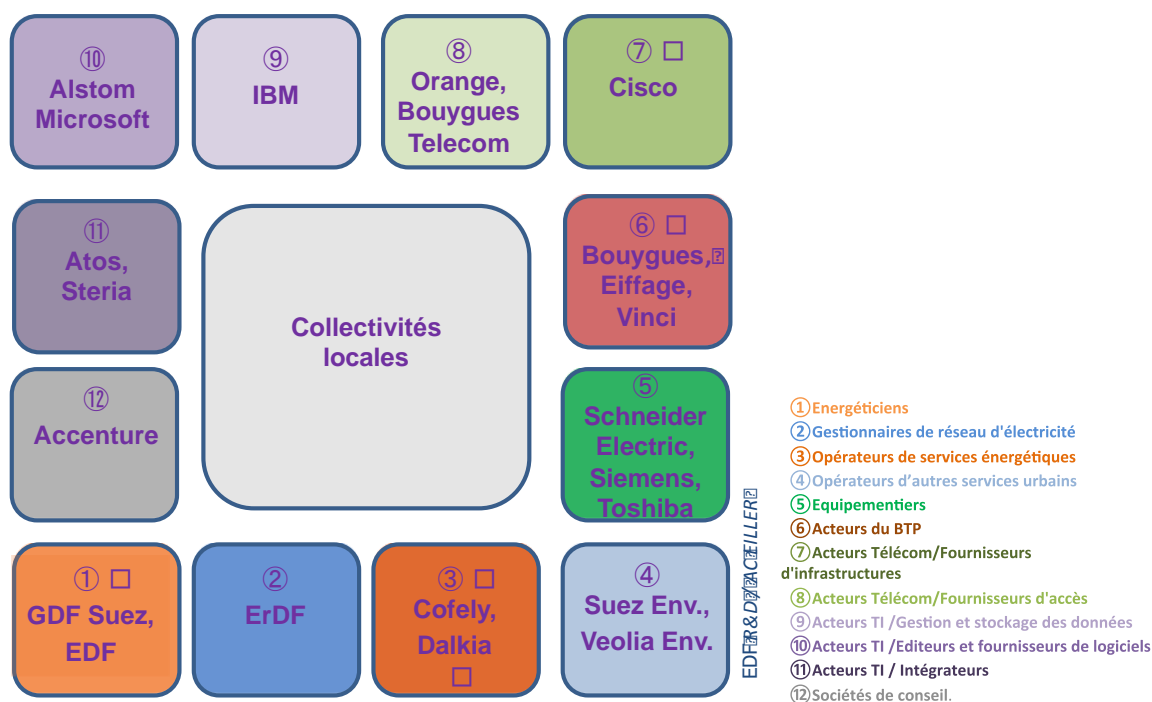 ⑩
Alstom
Microsoft
⑨
IBM
⑧
Orange,
Bouygues
Telecom
⑦ □
Cisco
⑪
Atos,
Steria
Collectivités
locales
⑥ □
Bouygues,
Eiffage,
Vinci
⑫
Accenture
⑤
Schneider
Electric,
Siemens,
Toshiba
① □
GDF Suez,
EDF
②
ErDF
③ □
Cofely,
Dalkia
□
④
Suez Env.,
Veolia Env.
EDF R&D
①Energéticiens
②Gestionnaires de réseau d'électricité
③Opérateurs de services énergétiques
④Opérateurs d’autres services urbains
⑤Equipementiers
⑥Acteurs du BTP
⑦Acteurs Télécom/Fournisseurs
d'infrastructures
⑧Acteurs Télécom/Fournisseurs d'accès
⑨Acteurs TI /Gestion et stockage des données
⑩Acteurs TI /Editeurs et fournisseurs de logiciels
⑪Acteurs TI / Intégrateurs
⑫Sociétés de conseil.